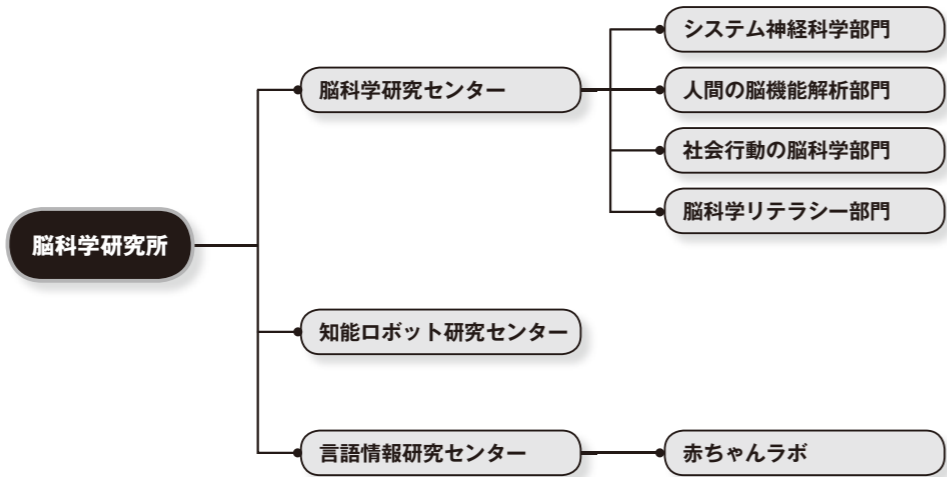 脳科学研究所
脳科学研究センター
システム神経科学部門
人間の脳機能解析部門
社会行動の脳科学部門
脳科学リテラシー部門
知能ロボット研究センター
言語情報研究センター
赤ちゃんラボ